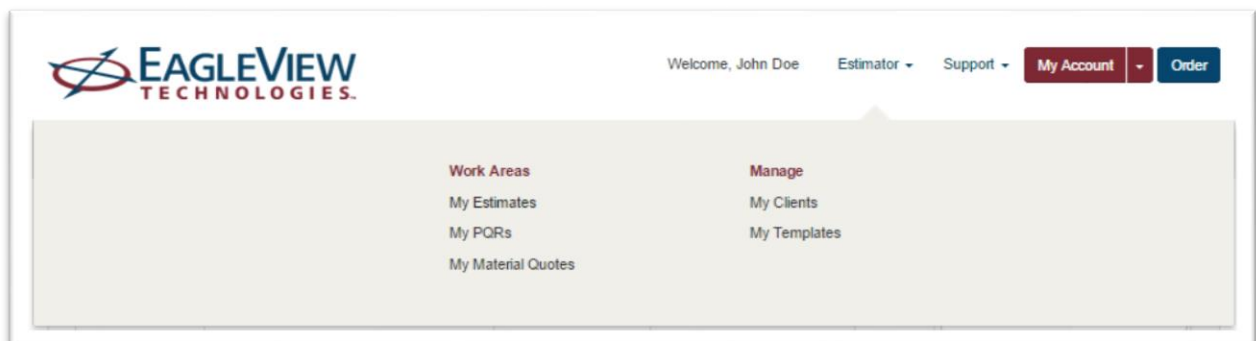 EAGLEVIEW
TECHNOLOGIES
Welcome, John Doe Estimator Support My Account Order
Work Areas Manage
My Estimates My Clients
My PQRs My Templates
My Material Quotes